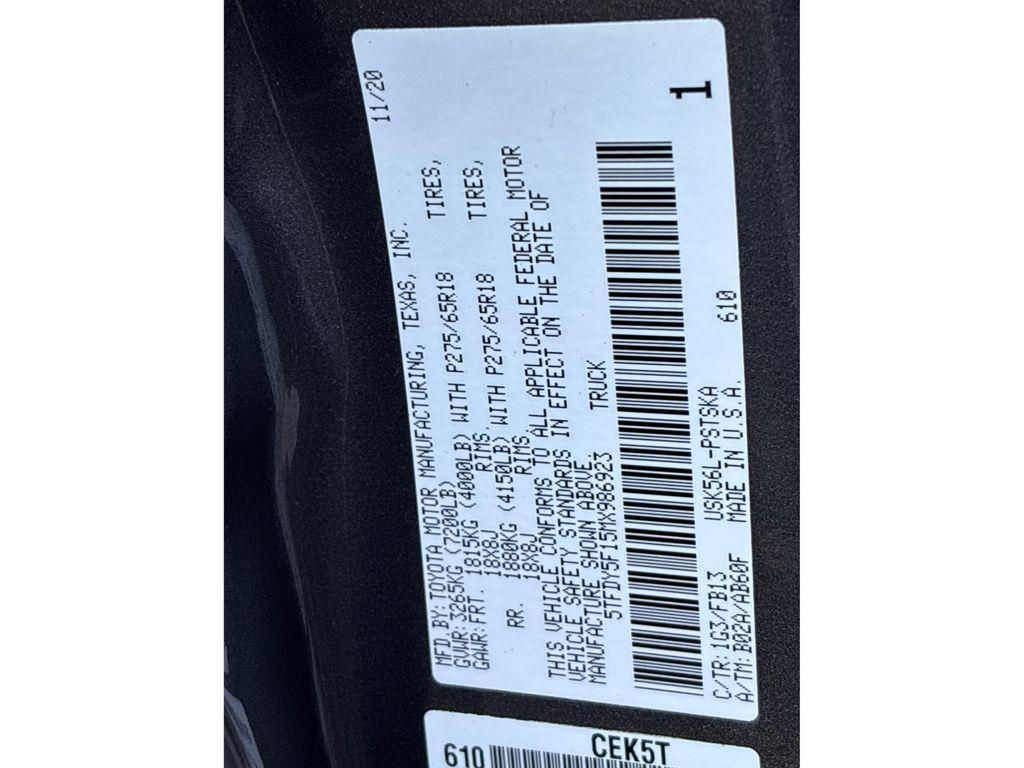 11/20
MFD.BY:TOYOTA MOTOR MANUFACTURING, TEXAS, INC.
GVWR:3265KG (7200LB)
GAWR:FRT. 1815KG (4000LB) WITH P275/65R18 TIRES,
18X8J RIMS
RR. 1880KG (4150LB) WITH P275/65R18 TIRES,
18X8J RIMS.
THIS VEHICLE CONFORMS TO ALL APPLICABLE FEDERAL MOTOR
VEHICLE SAFETY STANDARDS IN EFFECT ON THE DATE OF
MANUFACTURE SHOWN ABOVE.
5TFDY5F15MX986923 TRUCK
1
C/TR:1G3/FB13 USK56L-PSTSKA 610
A/TM:B02A/AB60F MADE IN U.S.A.
610 CEK5T